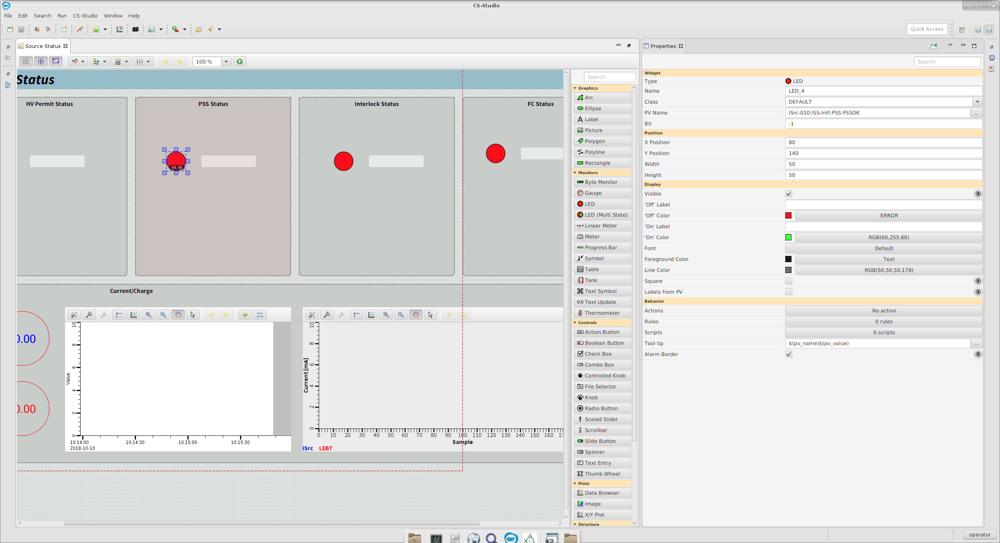 CS-Studio
File Edit Search Run CS-Studio Window Help
Quick Access
Source Status
100 %
Status
HV Permit Status
PSS Status
Interlock Status
FC Status
50, 50
Current/Charge
0.00
0.00
Time
Value
10
8
6
4
2
0
10:14:00 10:14:30 10:15:00 10:15:30
2018-10-10
Current [mA]
10
8
6
4
2
0
0 10 20 30 40 50 60 70 80 90 100 110 120 130 140 150 160
Sample
ISrc LEBT
Search
Graphics
Arc
Ellipse
Label
Picture
Polygon
Polyline
Rectangle
Monitors
Byte Monitor
Gauge
LED
LED (Multi State)
Linear Meter
Meter
Progress Bar
Symbol
Table
Tank
Text Symbol
0.0 Text Update
Thermometer
Controls
Action Button
Boolean Button
Check Box
Combo Box
Controlled Knob
File Selector
Knob
Radio Button
Scaled Slider
Scrollbar
Slide Button
Spinner
Text Entry
Thumb Wheel
Plots
Data Browser
Image
X/Y Plot
Structure
Properties
Search
Widget
Type LED
Name LED_4
Class DEFAULT
PV Name ISrc-010:ISS-Intf-PSS:PSSOK ...
Bit -1
Position
X Position 80
Y Position 140
Width 50
Height 50
Display
Visible
'Off' Label
'Off' Color ERROR
'On' Label
'On' Color RGB(60,255,60)
Font Default
Foreground Color Text
Line Color RGB(50,50,50,178)
Square
Labels from PV
Behavior
Actions No action
Rules 0 rules
Scripts 0 scripts
Tool tip $(pv_name)$(pv_value) ...
Alarm Border
operator